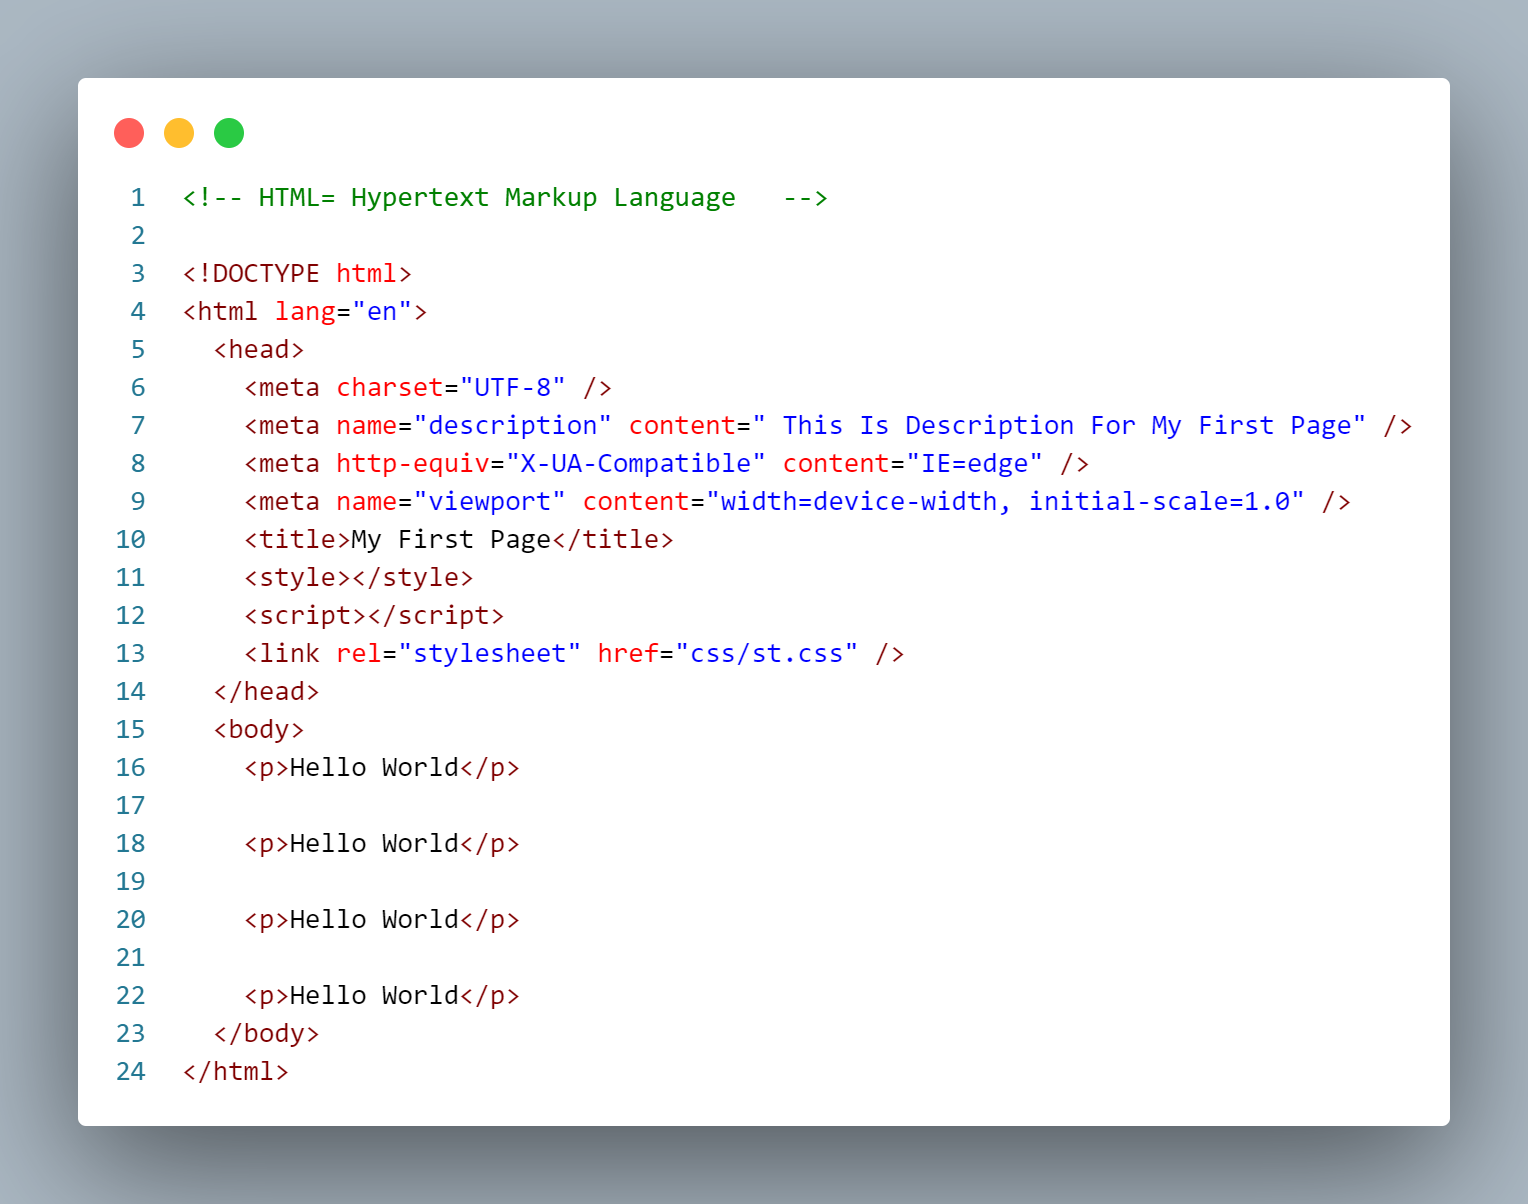 1 <!-- HTML= Hypertext Markup Language   -->
2
3 <!DOCTYPE html>
4 <html lang="en">
5   <head>
6     <meta charset="UTF-8" />
7     <meta name="description" content=" This Is Description For My First Page" />
8     <meta http-equiv="X-UA-Compatible" content="IE=edge" />
9     <meta name="viewport" content="width=device-width, initial-scale=1.0" />
10     <title>My First Page</title>
11     <style></style>
12     <script></script>
13     <link rel="stylesheet" href="css/st.css" />
14   </head>
15   <body>
16     <p>Hello World</p>
17
18     <p>Hello World</p>
19
20     <p>Hello World</p>
21
22     <p>Hello World</p>
23   </body>
24 </html>